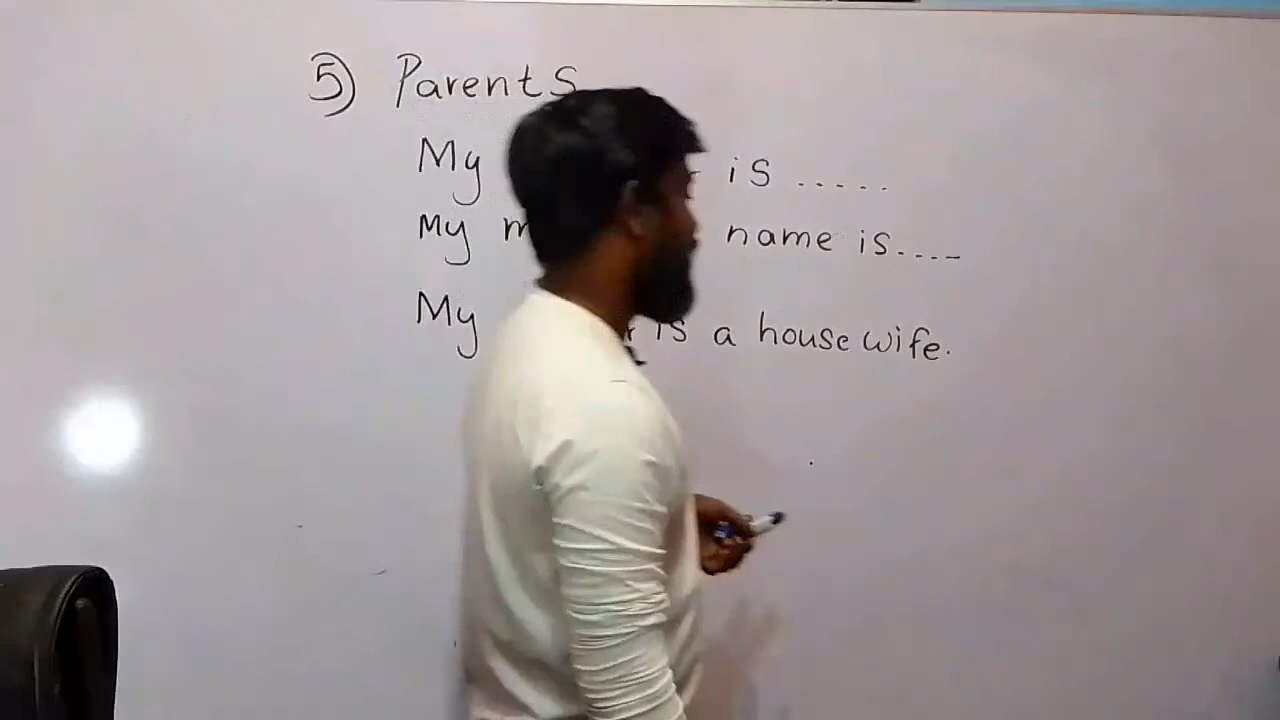 5) Parents
My is .....
My name is....
My is a house wife.